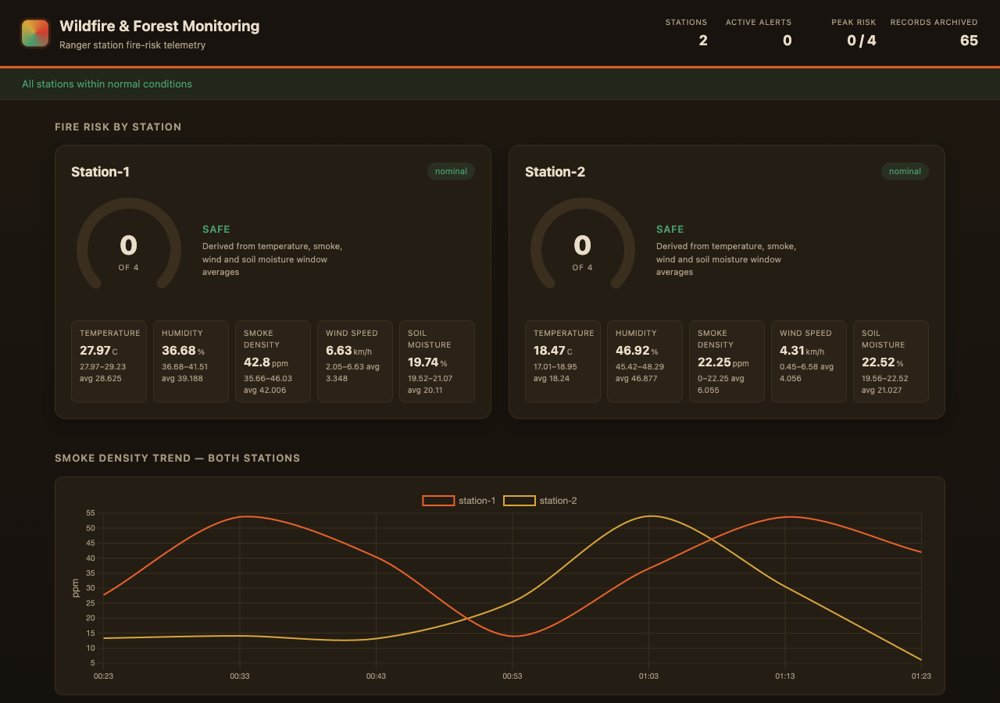 Wildfire & Forest Monitoring
Ranger station fire-risk telemetry
STATIONS
2
ACTIVE ALERTS
0
PEAK RISK
0 / 4
RECORDS ARCHIVED
65
All stations within normal conditions
FIRE RISK BY STATION
Station-1
nominal
0
OF 4
SAFE
Derived from temperature, smoke,
wind and soil moisture window
averages
TEMPERATURE
27.97 C
27.97–29.23
avg 28.625
HUMIDITY
36.68 %
36.68–41.51
avg 39.188
SMOKE
DENSITY
42.8 ppm
35.66–46.03
avg 42.006
WIND SPEED
6.63 km/h
2.05–6.63 avg
3.348
SOIL
MOISTURE
19.74 %
19.52–21.07
avg 20.11
Station-2
nominal
0
OF 4
SAFE
Derived from temperature, smoke,
wind and soil moisture window
averages
TEMPERATURE
18.47 C
17.01–18.95
avg 18.24
HUMIDITY
46.92 %
45.42–48.29
avg 46.877
SMOKE
DENSITY
22.25 ppm
0–22.25 avg
6.055
WIND SPEED
4.31 km/h
0.45–6.58 avg
4.056
SOIL
MOISTURE
22.52 %
19.56–22.52
avg 21.027
SMOKE DENSITY TREND — BOTH STATIONS
station-1 station-2
ppm
55
50
45
40
35
30
25
20
15
10
5
00:23 00:33 00:43 00:53 01:03 01:13 01:23